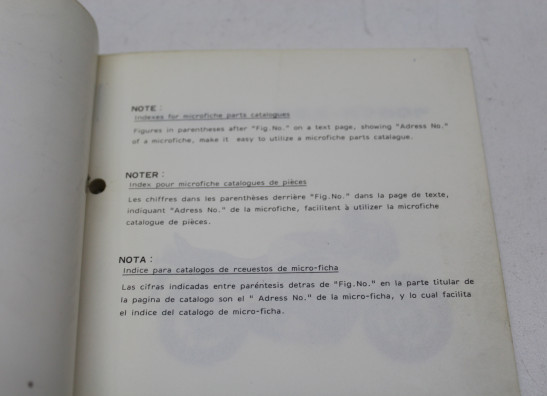 NOTE :
Indexes for microfiche parts catalogues
Figures in parentheses after "Fig.No." on a text page, showing "Adress No."
of a microfiche, make it easy to utilize a microfiche parts catalague.
NOTER :
Index pour microfiche catalogues de pièces
Les chiffres dans les parenthèses derrière "Fig.No." dans la page de texte,
indiquant "Adress No." de la microfiche, facilitent à utilizer la microfiche
catalogue de pièces.
NOTA :
Indice para catalogos de rceuestos de micro-ficha
Las cifras indicadas entre paréntesis detras de "Fig.No." en la parte titular de
la pagina de catalogo son el " Adress No." de la micro-ficha, y lo cual facilita
el indice del catalogo de micro-ficha.